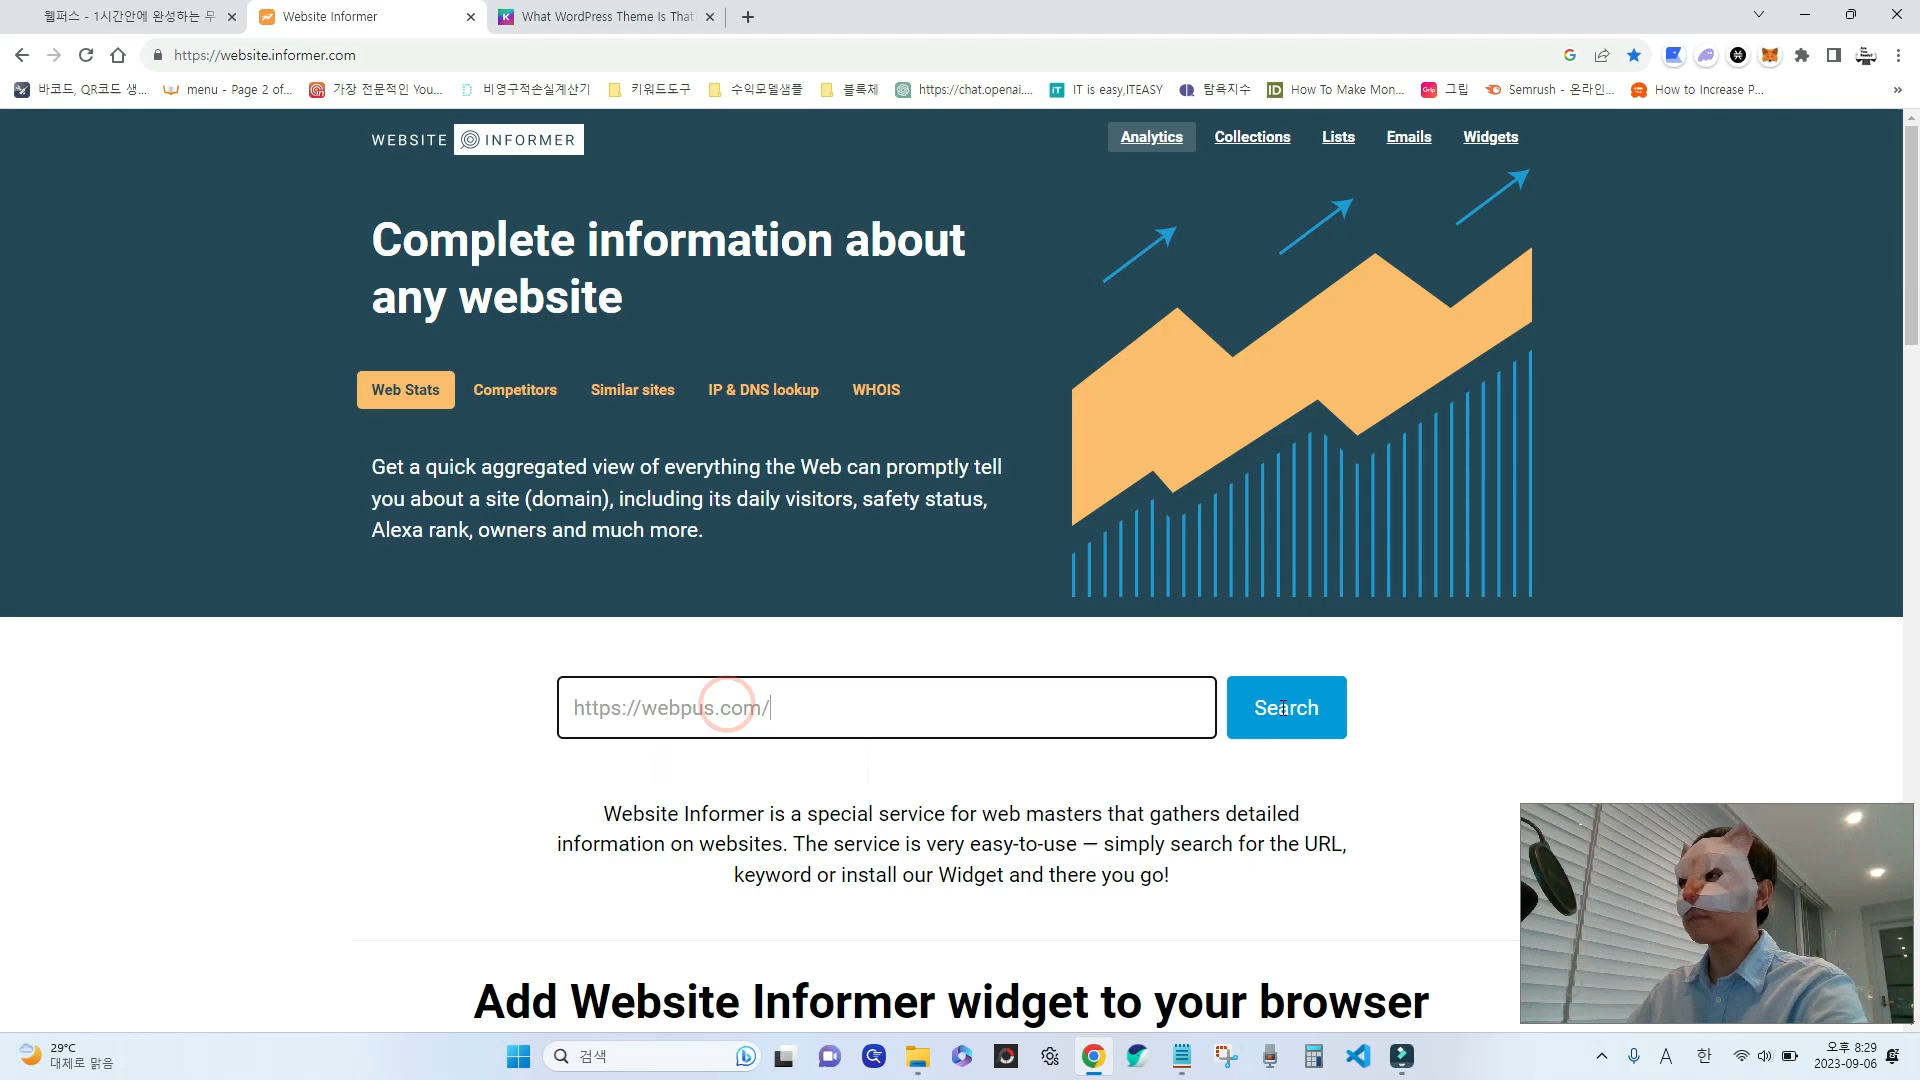 웹퍼스 - 1시간안에 완성하는 무
Website Informer
What WordPress Theme Is That
https://website.informer.com
바코드, QR코드 생...
menu - Page 2 of...
가장 전문적인 You...
비영구적손실계산기
키워드도구
수익모델샘플
블록체
https://chat.openai....
IT is easy,ITEASY
탐욕지수
How To Make Mon...
그립
Semrush - 온라인...
How to Increase P...
WEBSITE INFORMER
Analytics
Collections
Lists
Emails
Widgets
Complete information about
any website
Web Stats
Competitors
Similar sites
IP & DNS lookup
WHOIS
Get a quick aggregated view of everything the Web can promptly tell
you about a site (domain), including its daily visitors, safety status,
Alexa rank, owners and much more.
https://webpus.com/
Search
Website Informer is a special service for web masters that gathers detailed
information on websites. The service is very easy-to-use — simply search for the URL,
keyword or install our Widget and there you go!
Add Website Informer widget to your browser
29°C
대체로 맑음
검색
A
한
오후 8:29
2023-09-06